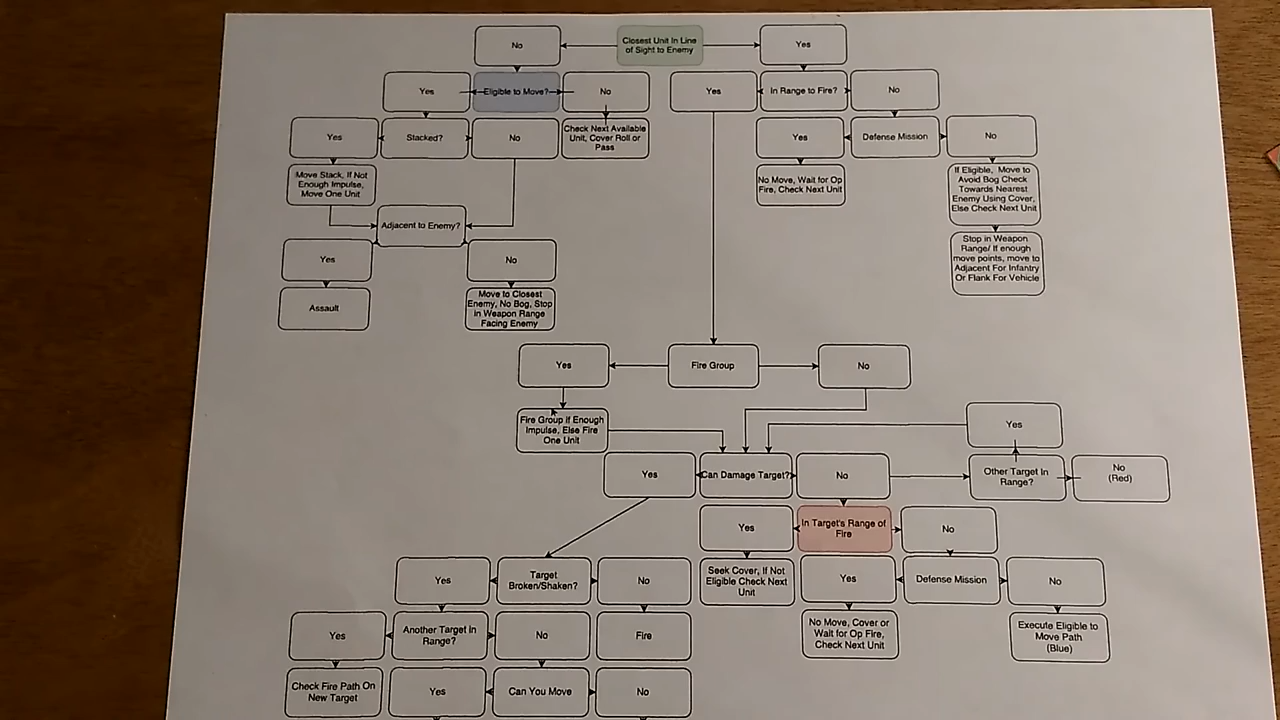 No
Closest Unit In Line
of Sight to Enemy
Yes
Yes
Eligible to Move?
No
Yes
In Range to Fire?
No
Yes
Stacked?
No
Check Next Available
Unit, Cover Roll or
Pass
Yes
Defense Mission
No
Move Stack, If Not
Enough Impulse,
Move One Unit
No Move, Wait for Op
Fire, Check Next Unit
If Eligible, Move to
Avoid Bog Check
Towards Nearest
Enemy Using Cover,
Else Check Next Unit
Adjacent to Enemy?
Yes
No
Stop in Weapon
Range/ If enough
move points, move to
Adjacent For Infantry
Or Flank For Vehicle
Assault
Move to Closest
Enemy, No Bog, Stop
in Weapon Range
Facing Enemy
Yes
Fire Group
No
Fire Group if Enough
Impulse, Else Fire
One Unit
Yes
Yes
Can Damage Target?
No
Other Target In
Range?
No
(Red)
Yes
In Target's Range of
Fire
No
Yes
Target
Broken/Shaken?
No
Seek Cover, If Not
Eligible Check Next
Unit
Yes
Defense Mission
No
Yes
Another Target In
Range?
No
Fire
No Move, Cover or
Wait for Op Fire,
Check Next Unit
Execute Eligible to
Move Path
(Blue)
Check Fire Path On
New Target
Yes
Can You Move
No